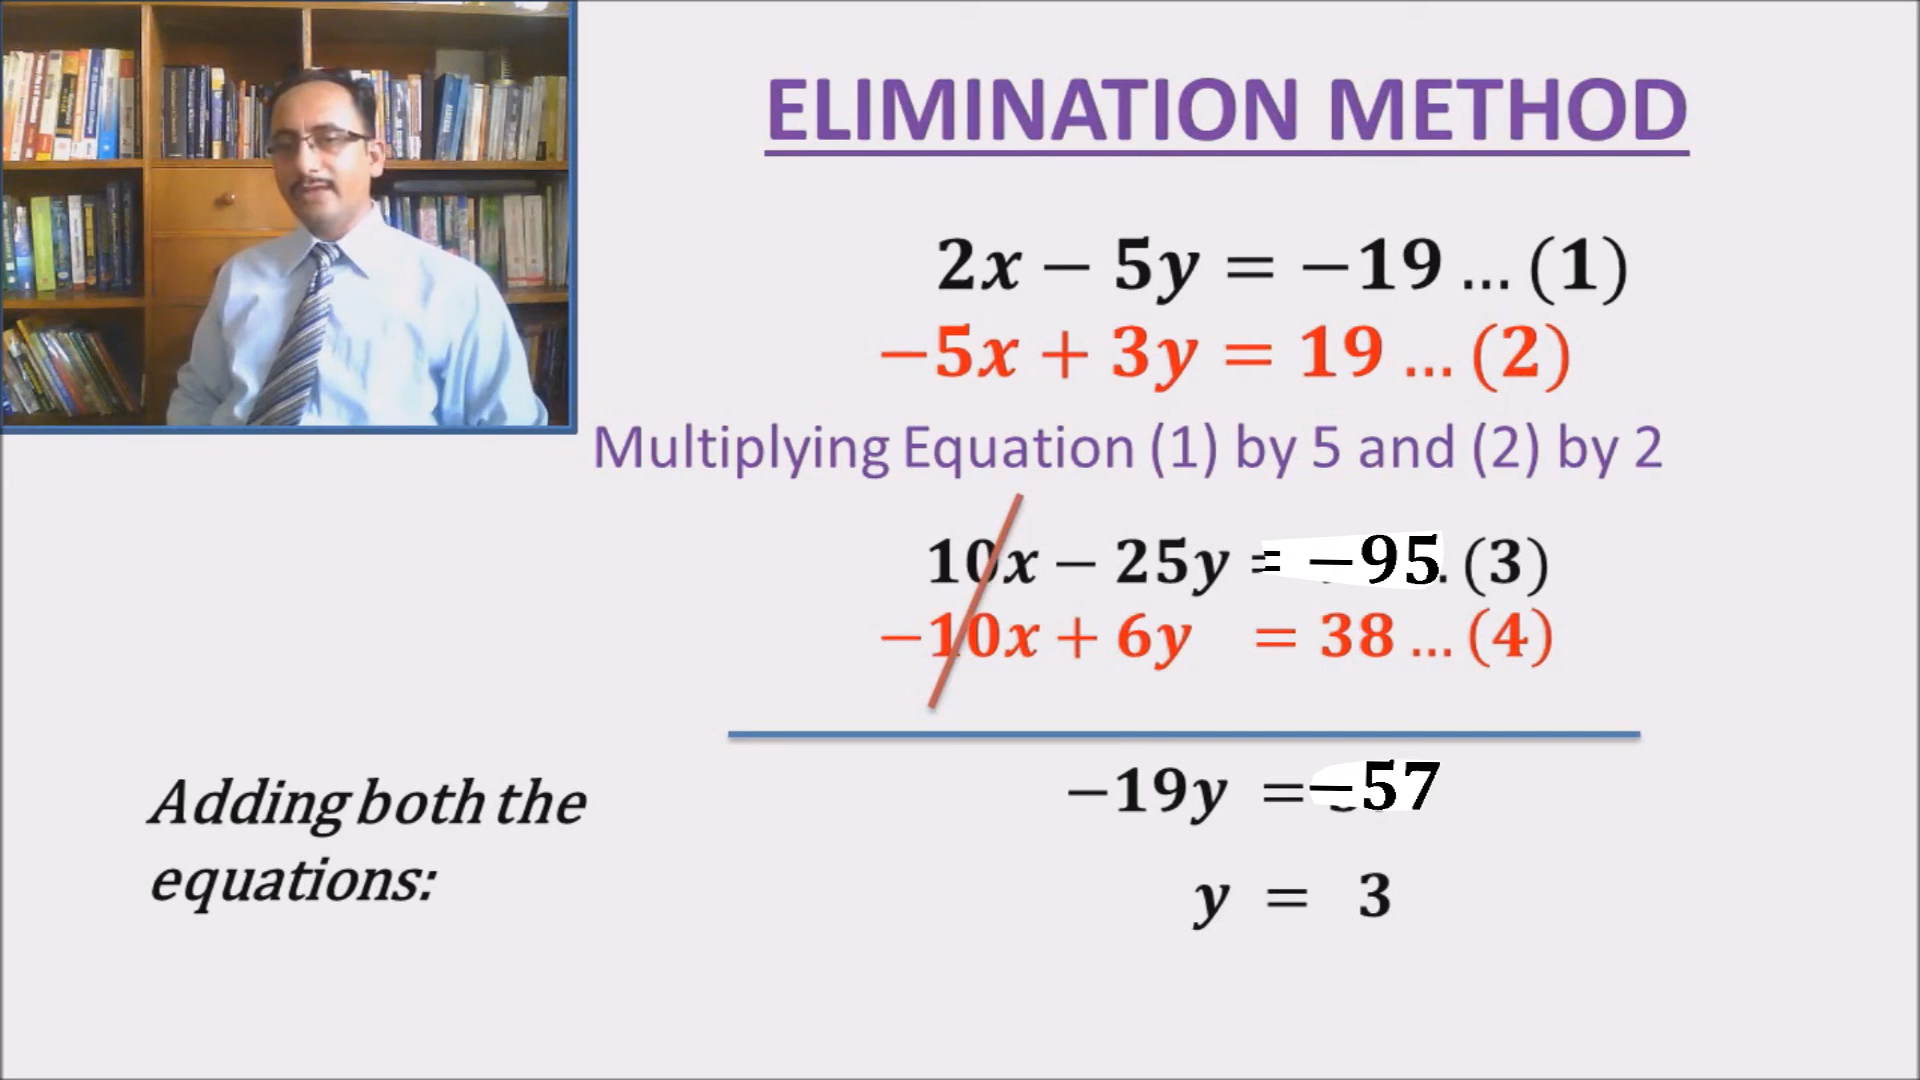 ELIMINATION METHOD
2x − 5y = −19 ... (1)
−5x + 3y = 19 ... (2)
Multiplying Equation (1) by 5 and (2) by 2
10x − 25y = −95 . (3)
−10x + 6y = 38 ... (4)
Adding both the
equations:
−19y = −57
y = 3